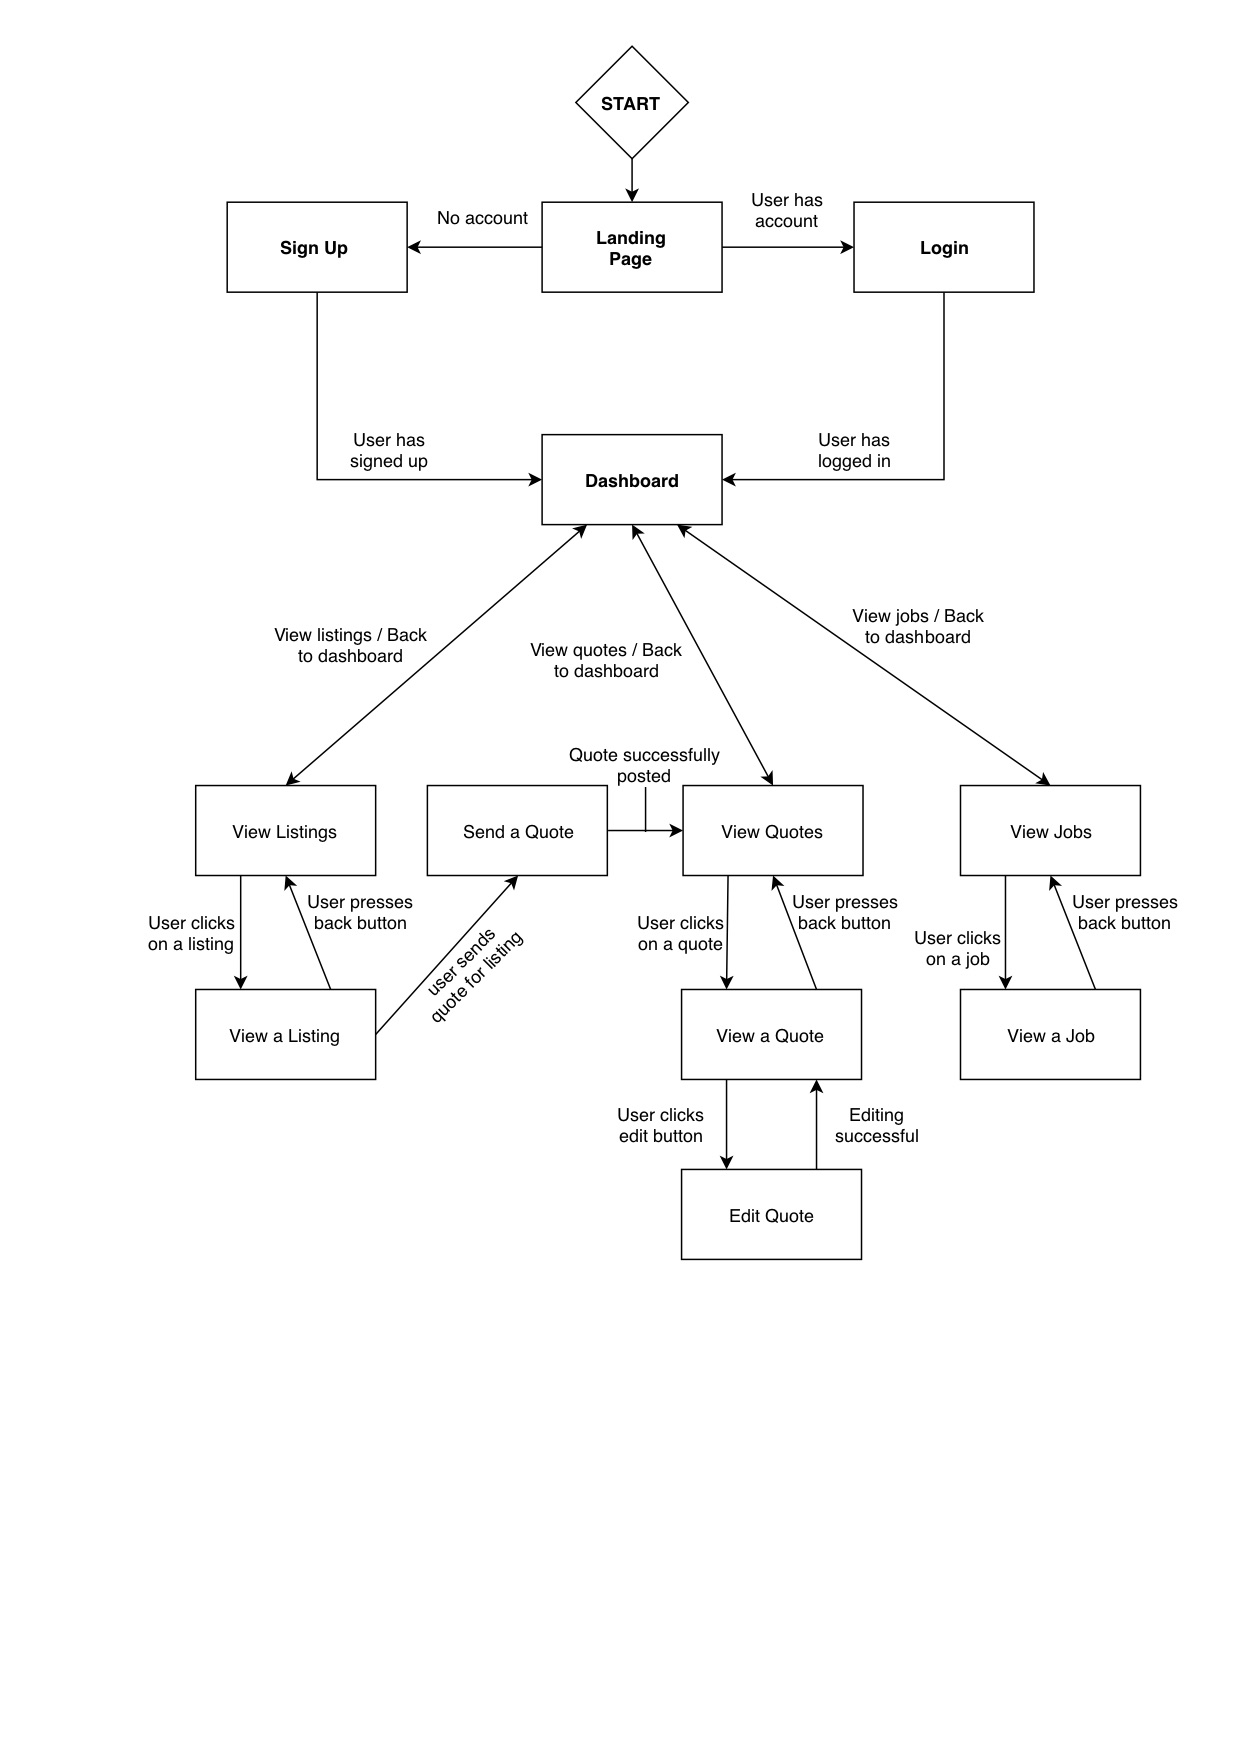 START
No account
User has
account
Sign Up
Landing
Page
Login
User has
signed up
User has
logged in
Dashboard
View listings / Back
to dashboard
View quotes / Back
to dashboard
View jobs / Back
to dashboard
Quote successfully
posted
View Listings
Send a Quote
View Quotes
View Jobs
User clicks
on a listing
User presses
back button
user sends
quote for listing
User clicks
on a quote
User presses
back button
User clicks
on a job
User presses
back button
View a Listing
View a Quote
View a Job
User clicks
edit button
Editing
successful
Edit Quote